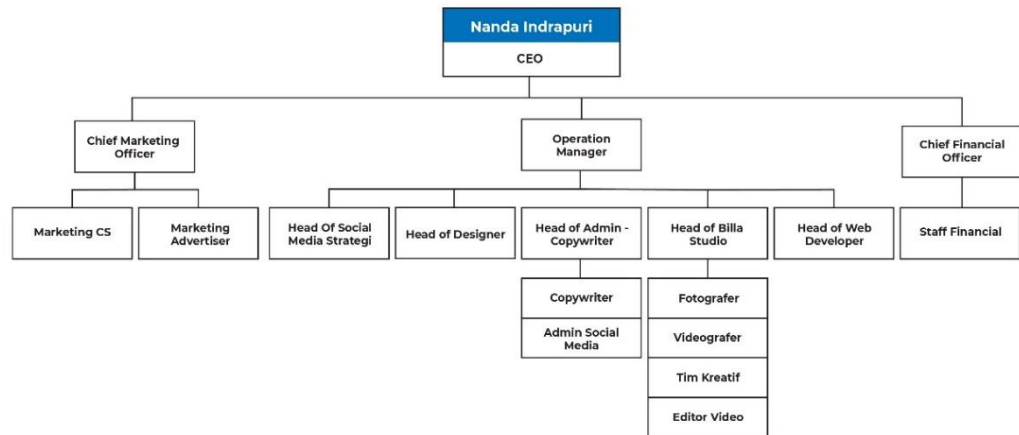 Nanda Indrapuri
CEO
Chief Marketing
Officer
Operation
Manager
Chief Financial
Officer
Marketing CS
Marketing
Advertiser
Head Of Social
Media Strategi
Head of Designer
Head of Admin -
Copywriter
Head of Billa
Studio
Head of Web
Developer
Staff Financial
Copywriter
Admin Social
Media
Fotografer
Videografer
Tim Kreatif
Editor Video